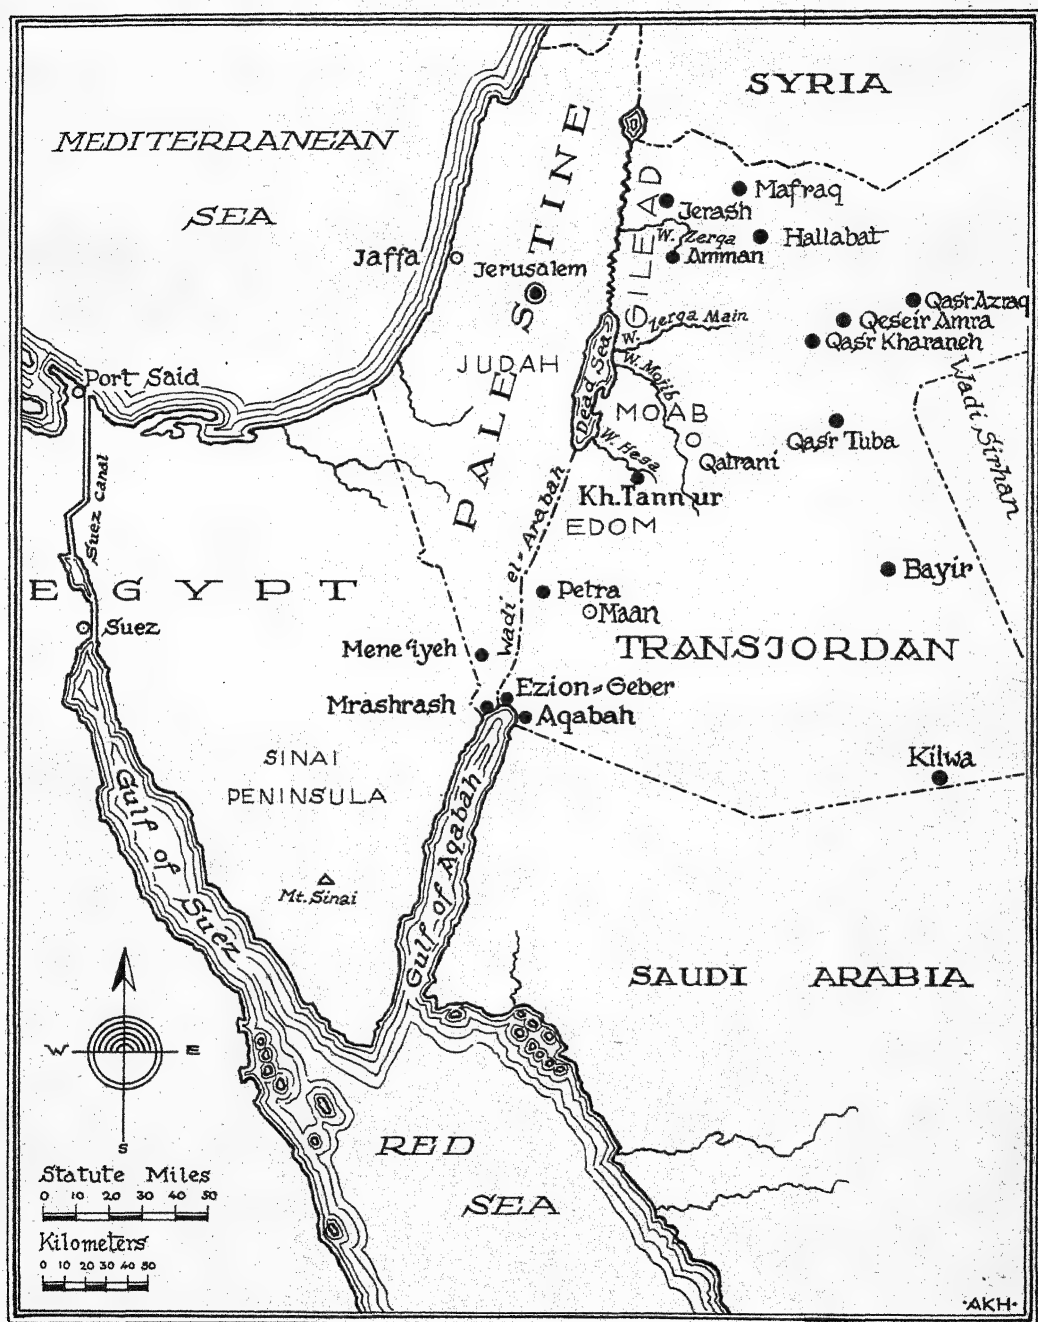 SYRIA
MEDITERRANEAN
SEA
PALESTINE
GILEAD
Mafraq
Jerash
W. Zerqa
Hallabat
Amman
Jaffa
Jerusalem
Qasr Azraq
Qeseir Amra
Qasr Kharaneh
W. Zerqa Main
JUDAH
Dead Sea
W. Mojib
MOAB
Port Said
Wadi Sirhan
Qasr Tuba
W. Hesa
Qatrani
Kh. Tannur
EDOM
Suez Canal
Wadi el-Arabah
EGYPT
Bayir
Petra
Maan
Suez
TRANSJORDAN
Mene'iyeh
Ezion-Geber
Mrashrash
Aqabah
Kilwa
SINAI
PENINSULA
Gulf of Suez
Gulf of Aqabah
Mt. Sinai
SAUDI ARABIA
W E
S
RED
SEA
Statute Miles
0 10 20 30 40 50
Kilometers
0 10 20 30 40 50
·AKH·